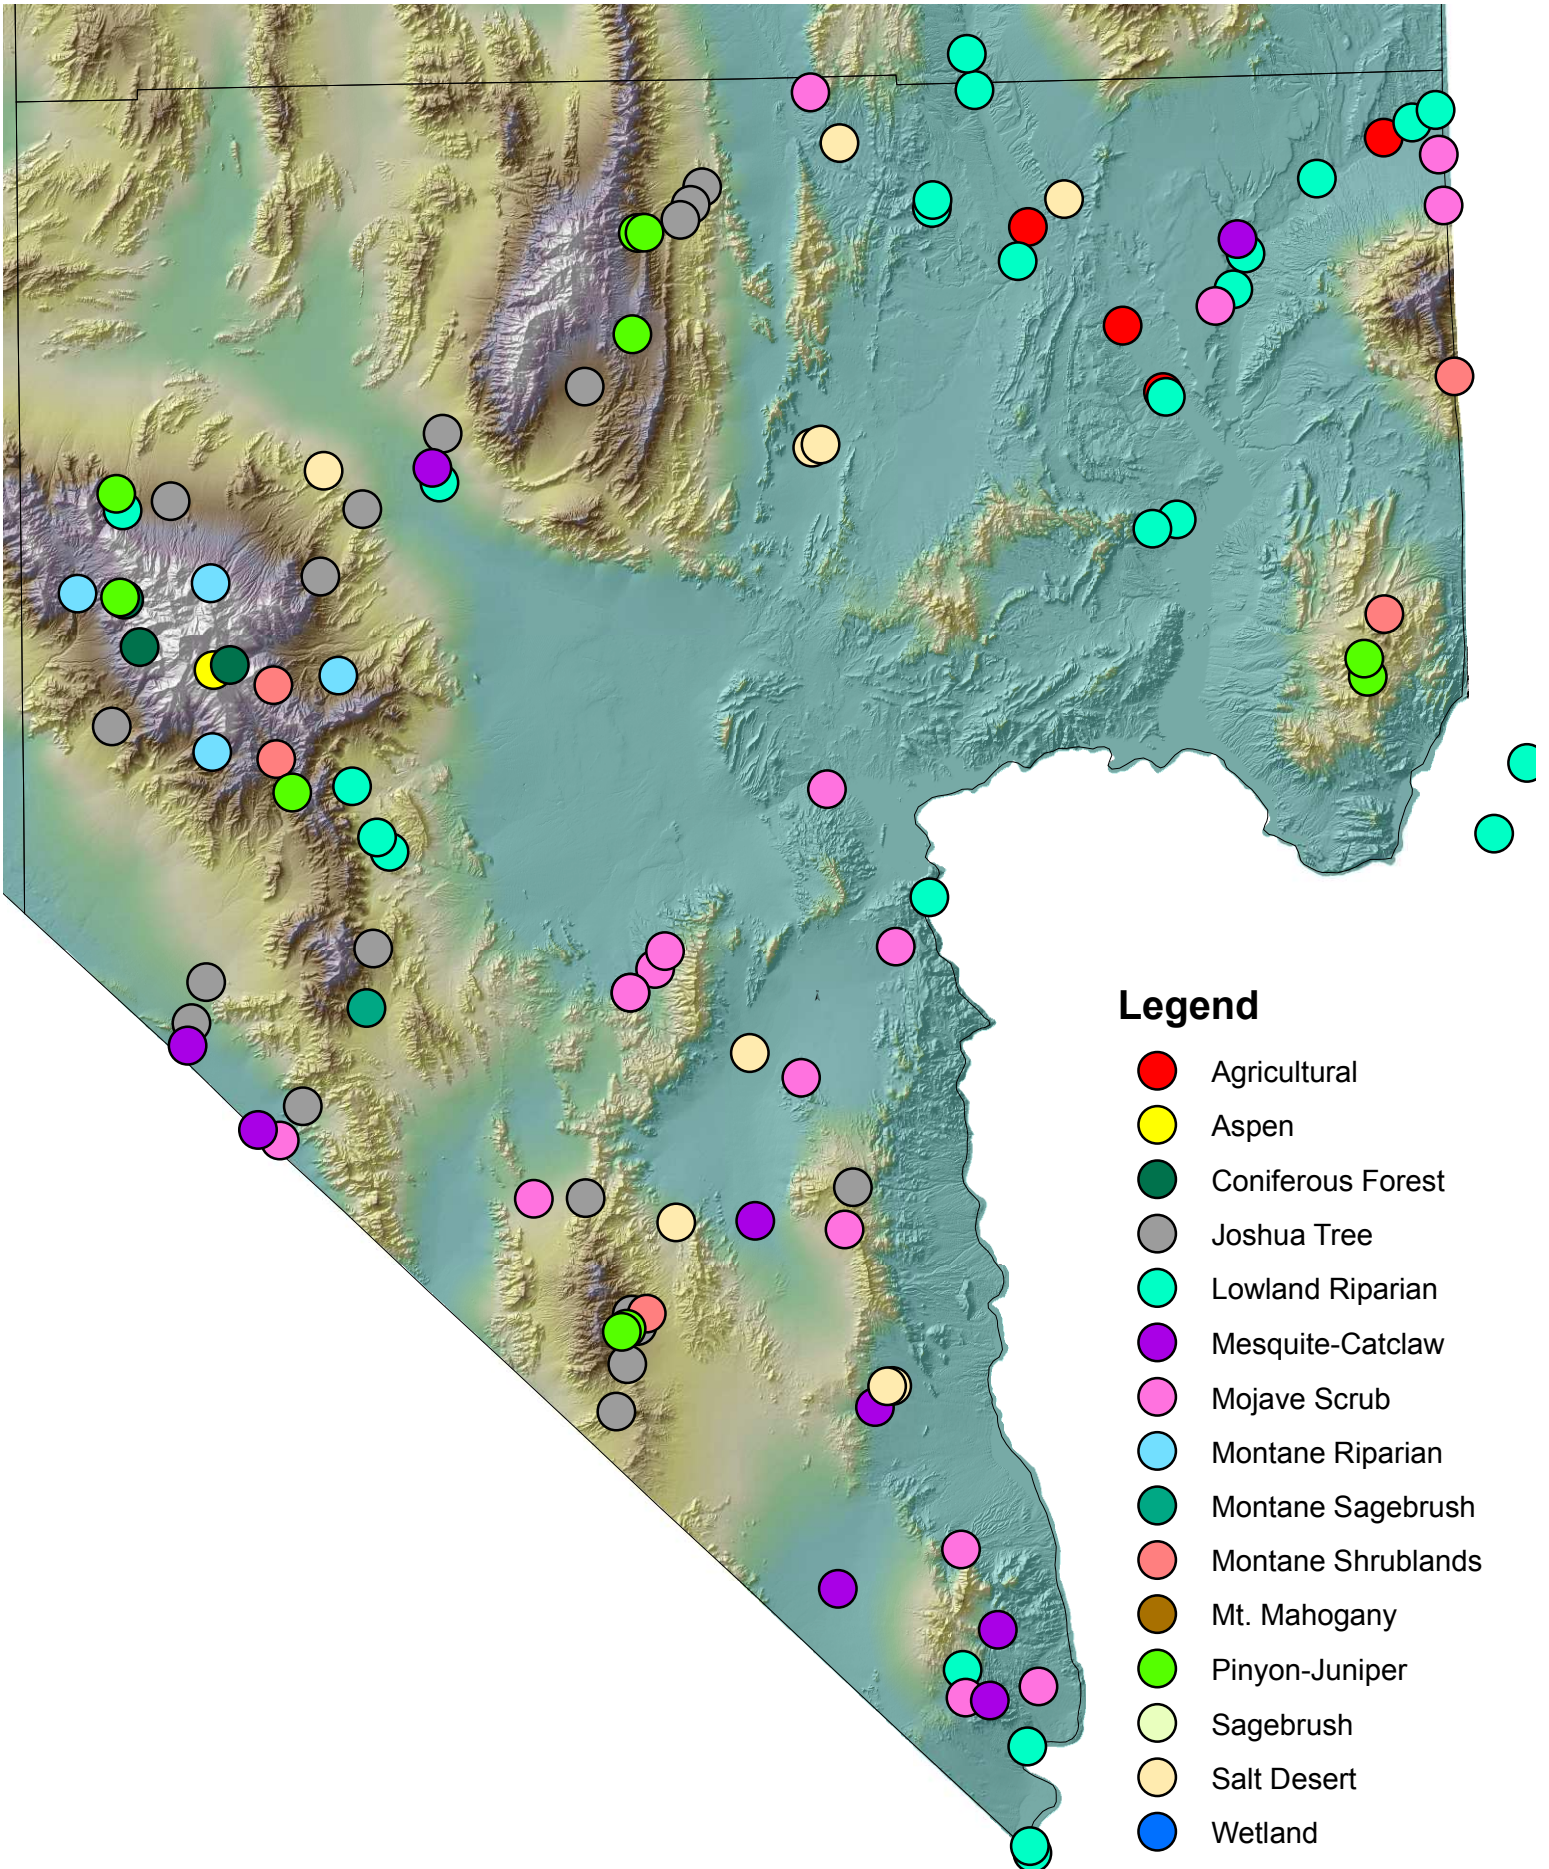 Legend
Agricultural
Aspen
Coniferous Forest
Joshua Tree
Lowland Riparian
Mesquite-Catclaw
Mojave Scrub
Montane Riparian
Montane Sagebrush
Montane Shrublands
Mt. Mahogany
Pinyon-Juniper
Sagebrush
Salt Desert
Wetland